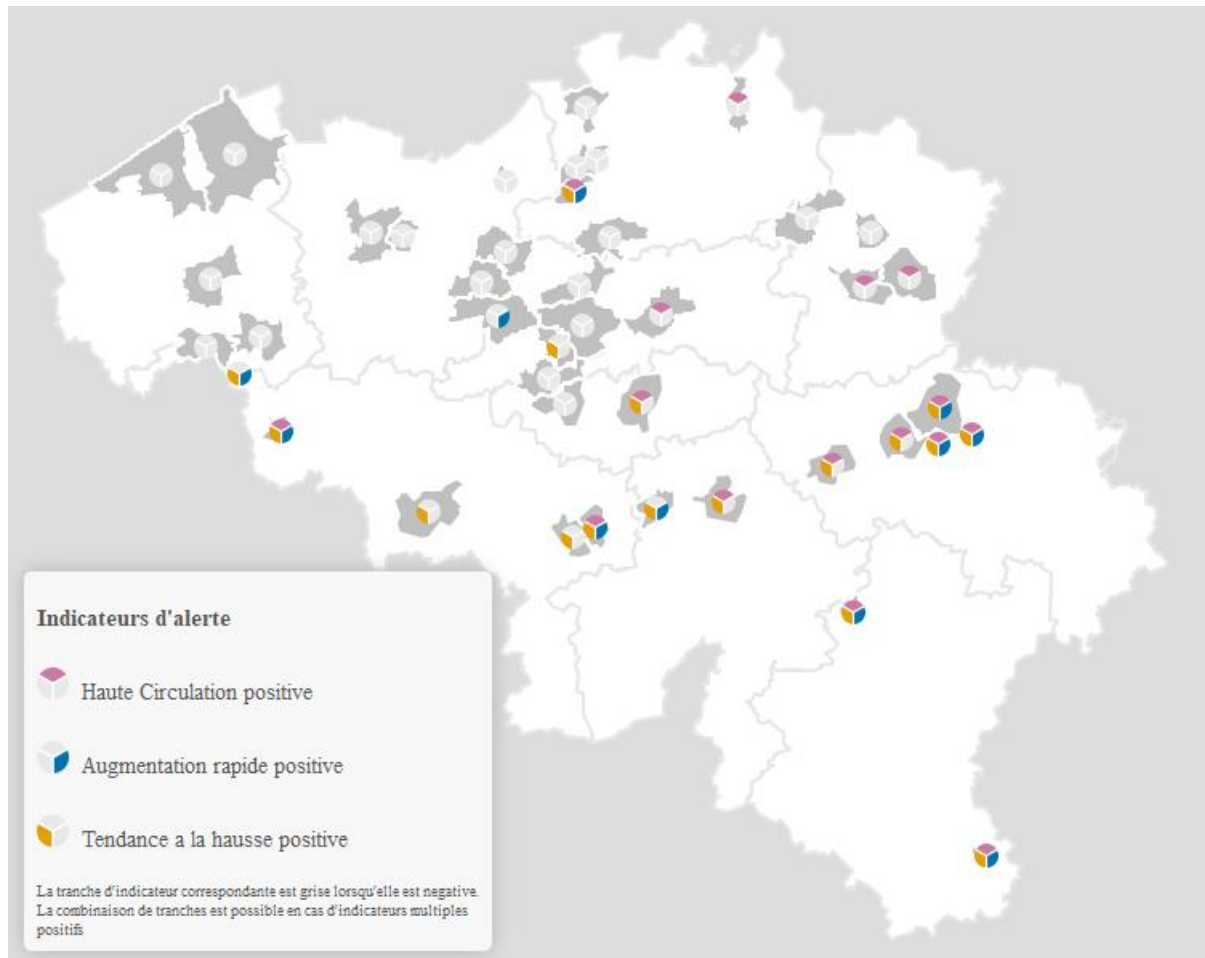 Indicateurs d'alerte
Haute Circulation positive
Augmentation rapide positive
Tendance a la hausse positive
La tranche d'indicateur correspondante est grise lorsqu'elle est negative.
La combinaison de tranches est possible en cas d'indicateurs multiples
positifs